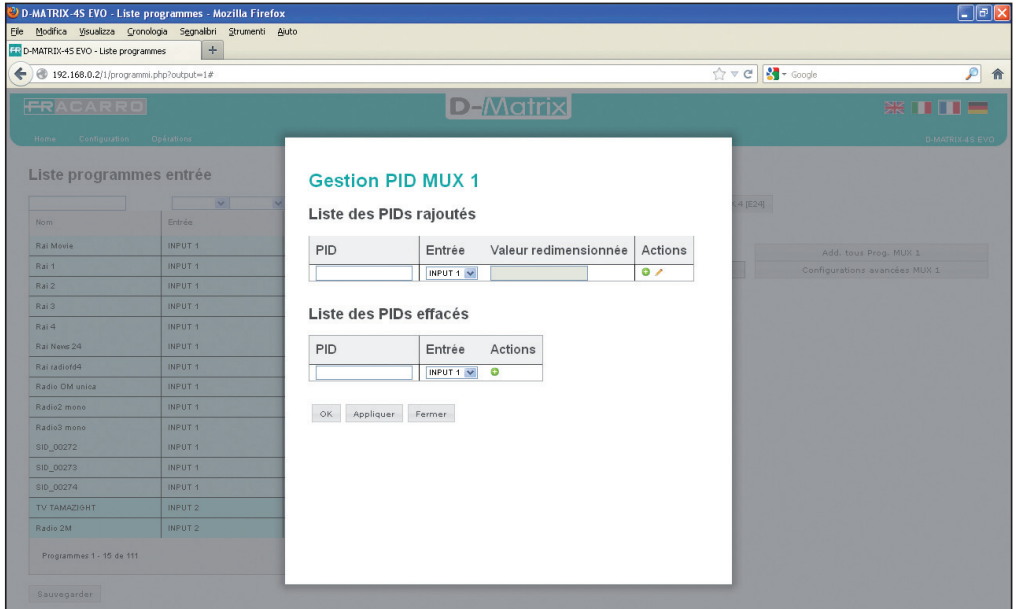 D-MATRIX-4S EVO - Liste programmes - Mozilla Firefox
File Modifica Visualizza Cronologia Segnalibri Strumenti Aiuto
FR D-MATRIX-4S EVO - Liste programmes +
192.168.0.2/1/programmi.php?output=1# Google
FRACARRO D-Matrix
Home Configuration Opérations D-MATRIX-4S EVO
Liste programmes entrée
[E24]
Nom Entrée
Rai Movie INPUT 1
Rai 1 INPUT 1
Rai 2 INPUT 1
Rai 3 INPUT 1
Rai 4 INPUT 1
Rai News 24 INPUT 1
Rai radiofd4 INPUT 1
Radio OM unica INPUT 1
Radio2 mono INPUT 1
Radio3 mono INPUT 1
SID_00272 INPUT 1
SID_00273 INPUT 1
SID_00274 INPUT 1
TV TAMAZIGHT INPUT 2
Radio 2M INPUT 2
Programmes 1 - 15 de 111
Sauvegarder
Add. tous Prog. MUX 1
Configurations avancées MUX 1
Gestion PID MUX 1
Liste des PIDs rajoutés
PID Entrée Valeur redimensionnée Actions
INPUT 1
Liste des PIDs effacés
PID Entrée Actions
INPUT 1
OK Appliquer Fermer